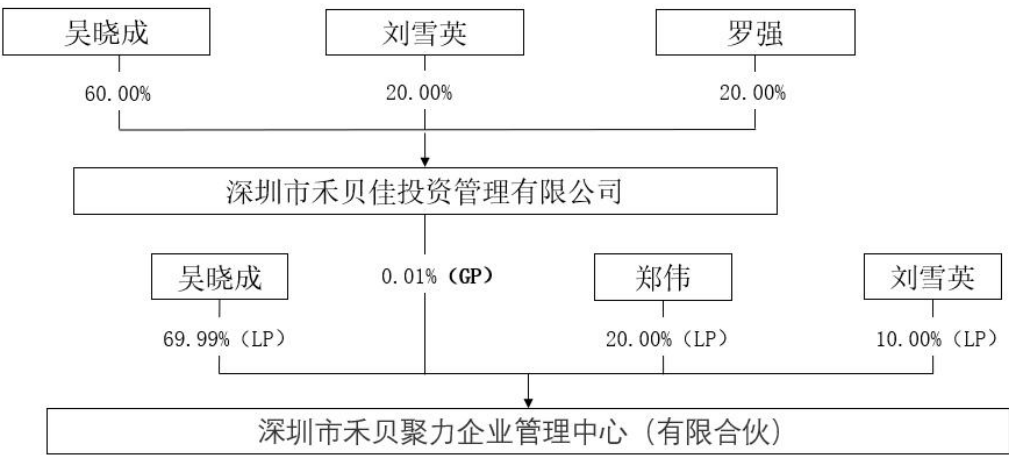 吴晓成 刘雪英 罗强
60.00% 20.00% 20.00%
深圳市禾贝佳投资管理有限公司
吴晓成 0.01%（GP） 郑伟 刘雪英
69.99%（LP） 20.00%（LP） 10.00%（LP）
深圳市禾贝聚力企业管理中心（有限合伙）